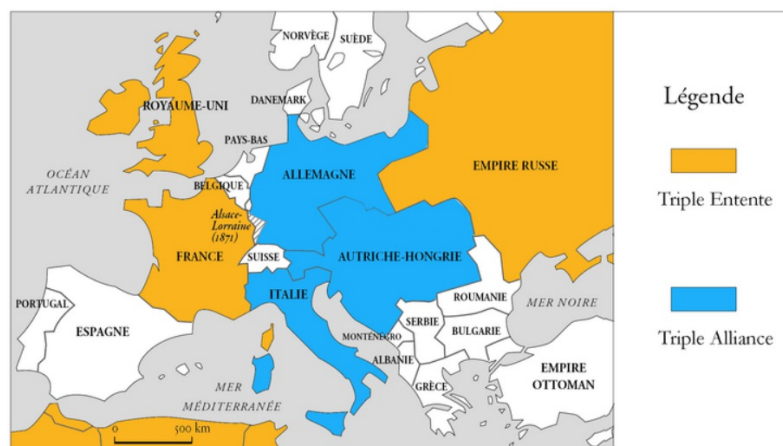 NORVÈGE
SUÈDE
DANEMARK
ROYAUME-UNI
PAYS-BAS
OCÉAN
ATLANTIQUE
BELGIQUE
ALLEMAGNE
EMPIRE RUSSE
Alsace-
Lorraine
(1871)
FRANCE
SUISSE
AUTRICHE-HONGRIE
ITALIE
PORTUGAL
ESPAGNE
ROUMANIE
MER NOIRE
SERBIE
MONTÉNÉGRO
BULGARIE
ALBANIE
GRÈCE
EMPIRE
OTTOMAN
MER
MÉDITERRANÉE
0 500 km
Légende
Triple Entente
Triple Alliance